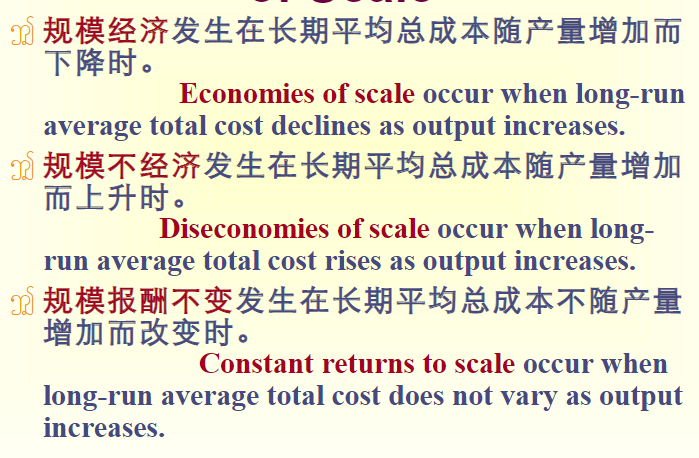 of Scale
规模经济发生在长期平均总成本随产量增加而
下降时。
Economies of scale occur when long-run
average total cost declines as output increases.
规模不经济发生在长期平均总成本随产量增加
而上升时。
Diseconomies of scale occur when long-
run average total cost rises as output increases.
规模报酬不变发生在长期平均总成本不随产量
增加而改变时。
Constant returns to scale occur when
long-run average total cost does not vary as output
increases.